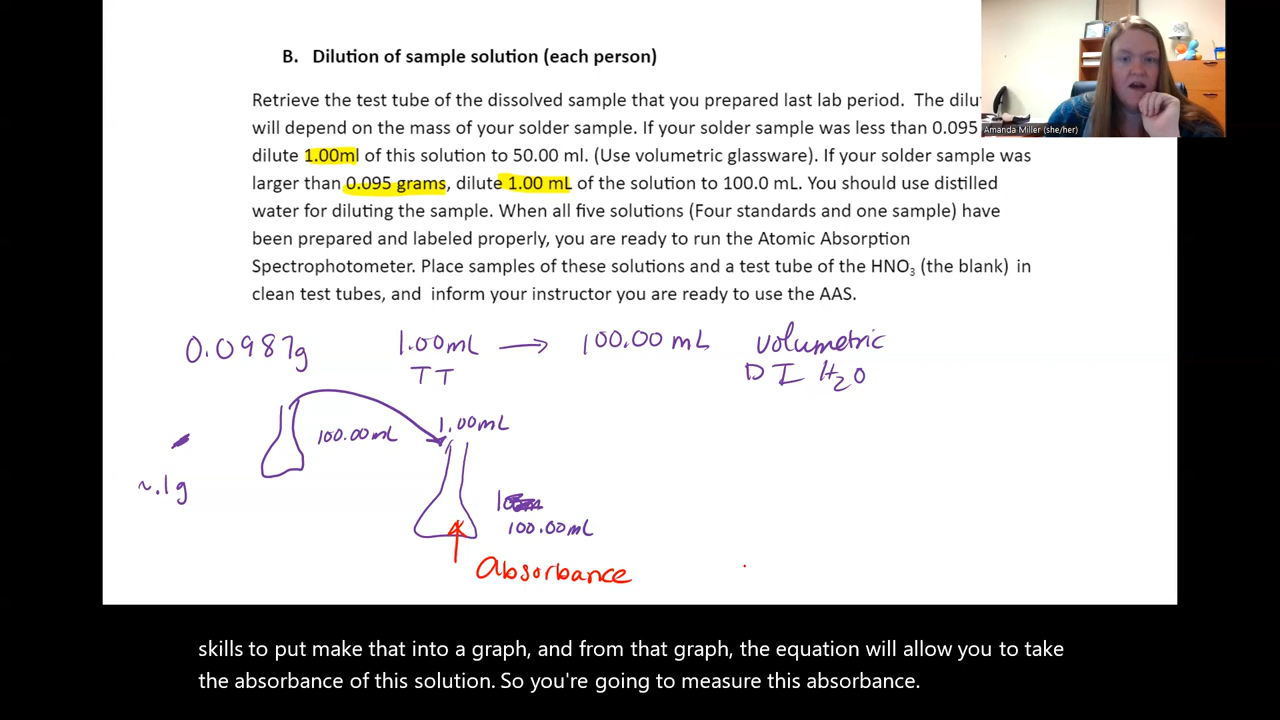 B. Dilution of sample solution (each person)
Retrieve the test tube of the dissolved sample that you prepared last lab period. The
will depend on the mass of your solder sample. If your solder sample was less than 0.095
Amanda Miller (she/her)
dilute 1.00ml of this solution to 50.00 ml. (Use volumetric glassware). If your solder sample was
larger than 0.095 grams, dilute 1.00 mL of the solution to 100.0 mL. You should use distilled
water for diluting the sample. When all five solutions (Four standards and one sample) have
been prepared and labeled properly, you are ready to run the Atomic Absorption
Spectrophotometer. Place samples of these solutions and a test tube of the HNO₃ (the blank) in
clean test tubes, and inform your instructor you are ready to use the AAS.
0.0987g 1.00mL → 100.00 mL volumetric
TT DI H₂O
1.00mL
100.00mL
~.1g
100.00mL
Absorbance
skills to put make that into a graph, and from that graph, the equation will allow you to take
the absorbance of this solution. So you're going to measure this absorbance.